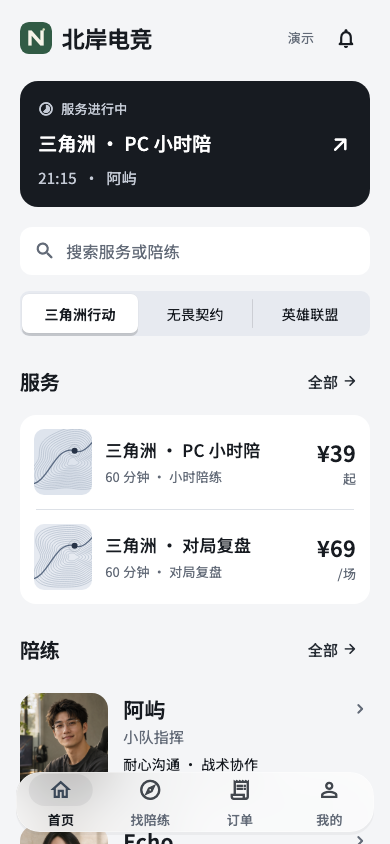 N 北岸电竞
演示
服务进行中
三角洲 · PC 小时陪
21:15 · 阿屿
搜索服务或陪练
三角洲行动 无畏契约 英雄联盟
服务 全部
三角洲 · PC 小时陪 ¥39
60 分钟 · 小时陪练 起
三角洲 · 对局复盘 ¥69
60 分钟 · 对局复盘 /场
陪练 全部
阿屿
小队指挥
耐心沟通 · 战术协作
首页 找陪练 订单 我的
Echo